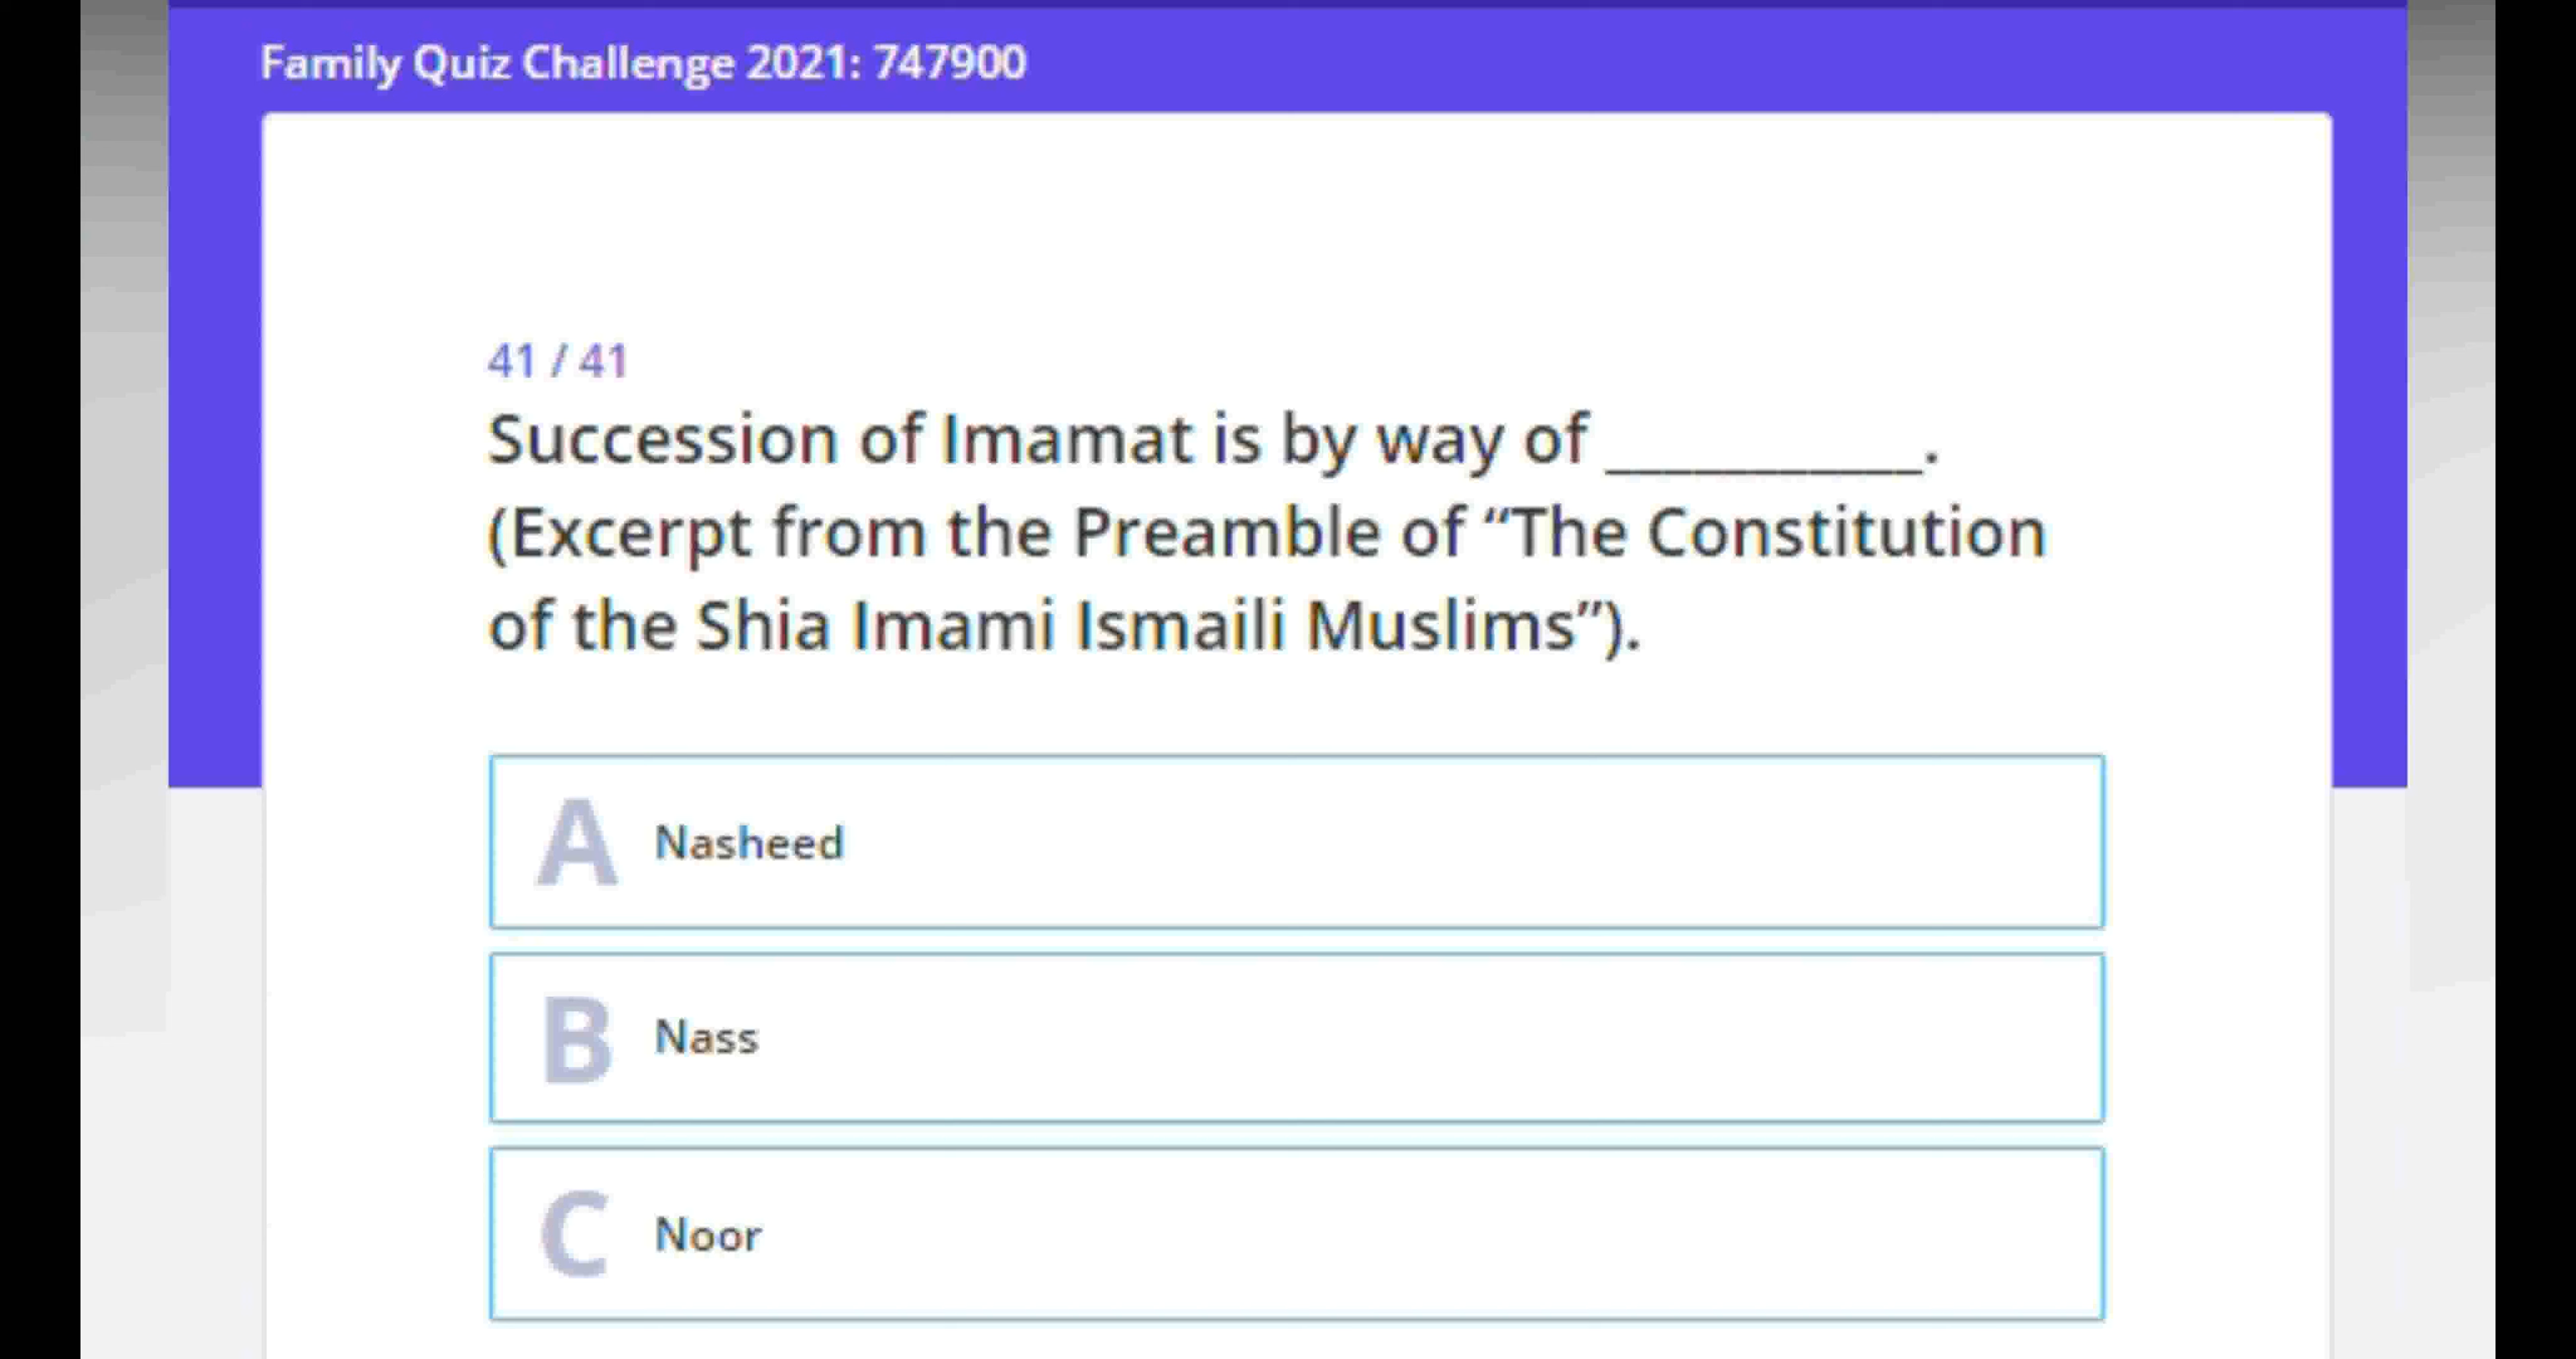 Family Quiz Challenge 2021: 747900
41 / 41
Succession of Imamat is by way of __________.
(Excerpt from the Preamble of “The Constitution
of the Shia Imami Ismaili Muslims”).
A Nasheed
B Nass
C Noor